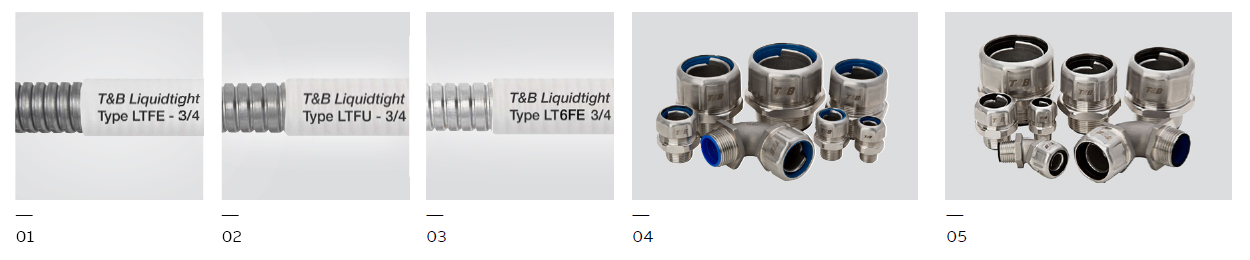 T&B Liquidtight
Type LTFE - 3/4
T&B Liquidtight
Type LTFU - 3/4
T&B Liquidtight
Type LT6FE 3/4
T&B
T&B
T&B
T&B
01
02
03
04
05